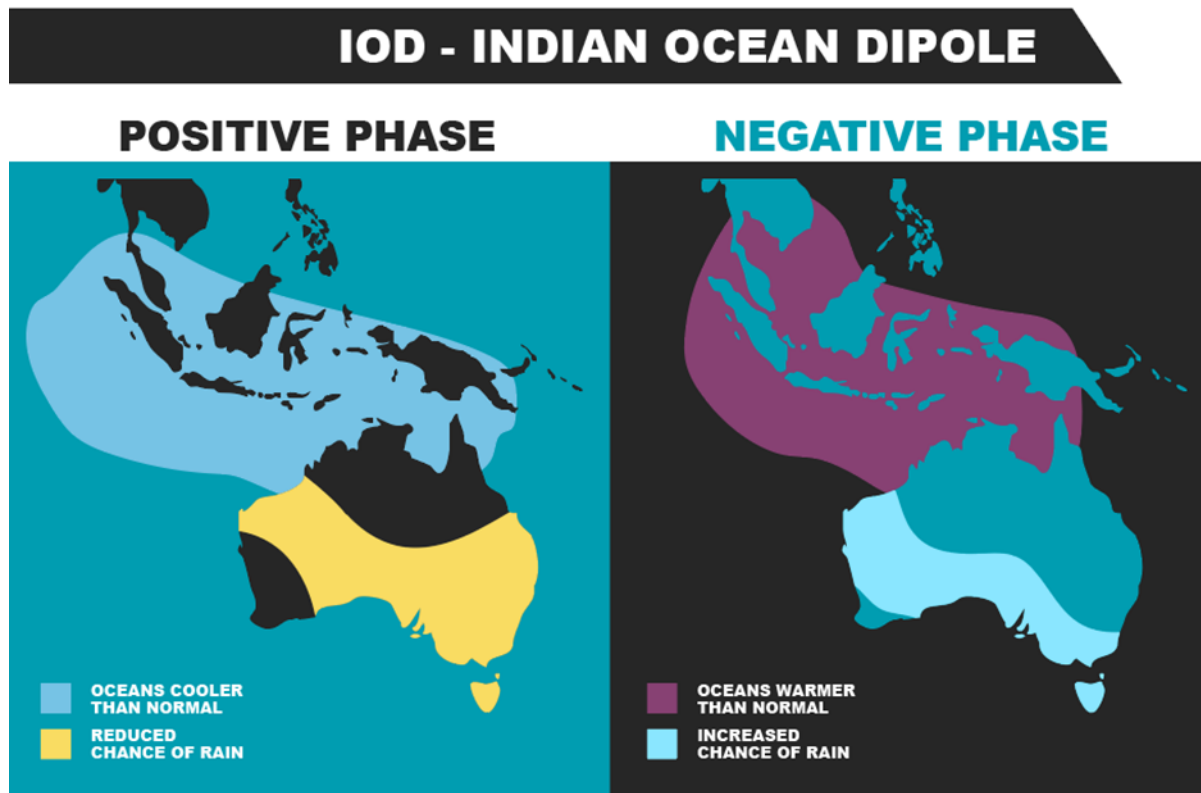 IOD - INDIAN OCEAN DIPOLE
POSITIVE PHASE
NEGATIVE PHASE
OCEANS COOLER
THAN NORMAL
REDUCED
CHANCE OF RAIN
OCEANS WARMER
THAN NORMAL
INCREASED
CHANCE OF RAIN